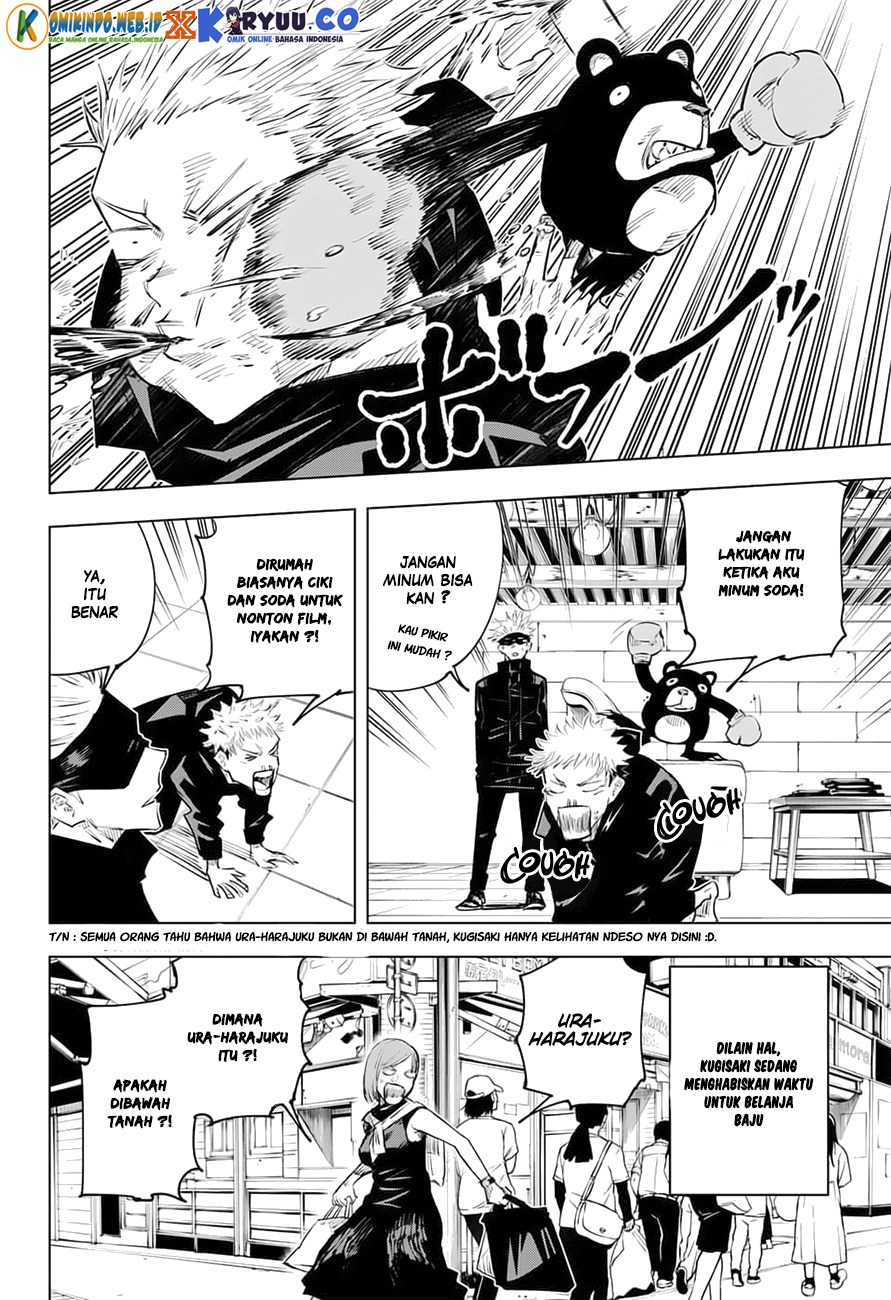 KOMIKINDO.WEB.ID
BACA MANGA ONLINE BAHASA INDONESIA
X
KIRYUU.CO
KOMIK ONLINE BAHASA INDONESIA
ボフーン
JANGAN
LAKUKAN ITU
KETIKA AKU
MINUM SODA!
JANGAN
MINUM BISA
KAN ?
KAU PIKIR
INI MUDAH ?
COUGH
COUGH
DIRUMAH
BIASANYA CIKI
DAN SODA UNTUK
NONTON FILM,
IYAKAN ?!
YA,
ITU
BENAR
T/N : SEMUA ORANG TAHU BAHWA URA-HARAJUKU BUKAN DI BAWAH TANAH, KUGISAKI HANYA KELIHATAN NDESO NYA DISINI :D.
DILAIN HAL,
KUGISAKI SEDANG
MENGHABISKAN WAKTU
UNTUK BELANJA
BAJU
URA-
HARAJUKU?
DIMANA
URA-HARAJUKU
ITU ?!
APAKAH
DIBAWAH
TANAH ?!
more